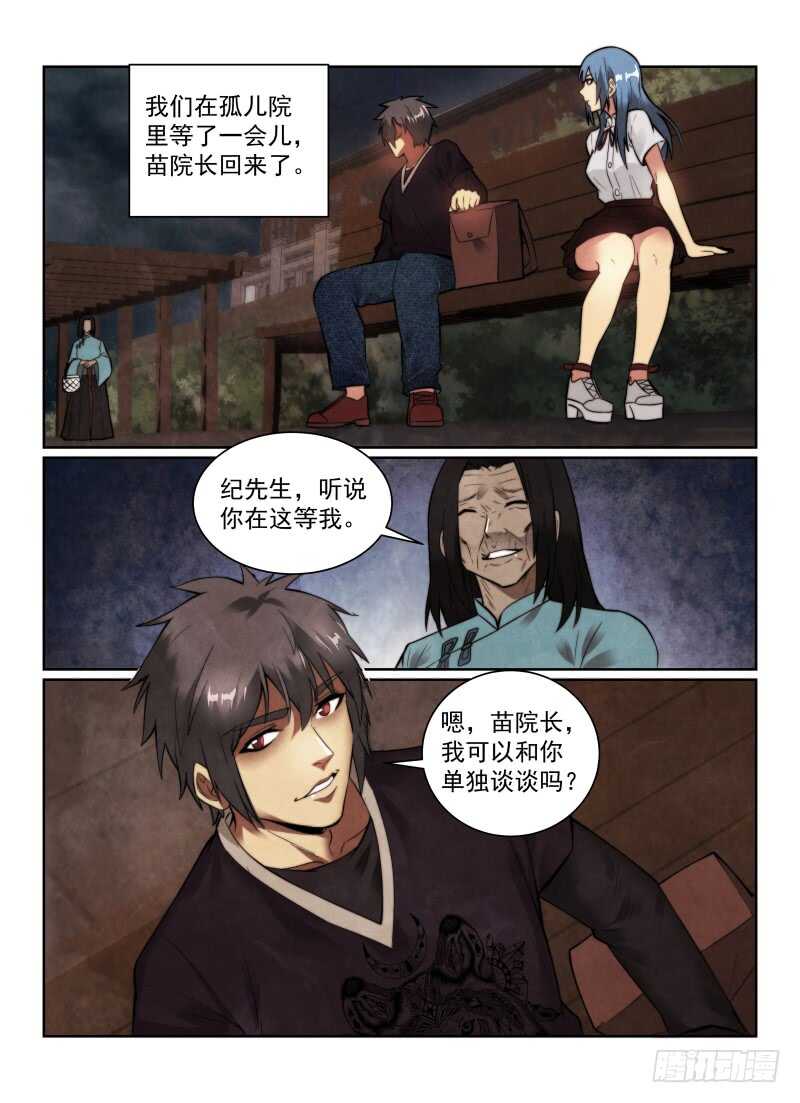 我们在孤儿院
里等了一会儿，
苗院长回来了。
纪先生，听说
你在这等我。
嗯，苗院长，
我可以和你
单独谈谈吗？
腾讯动漫